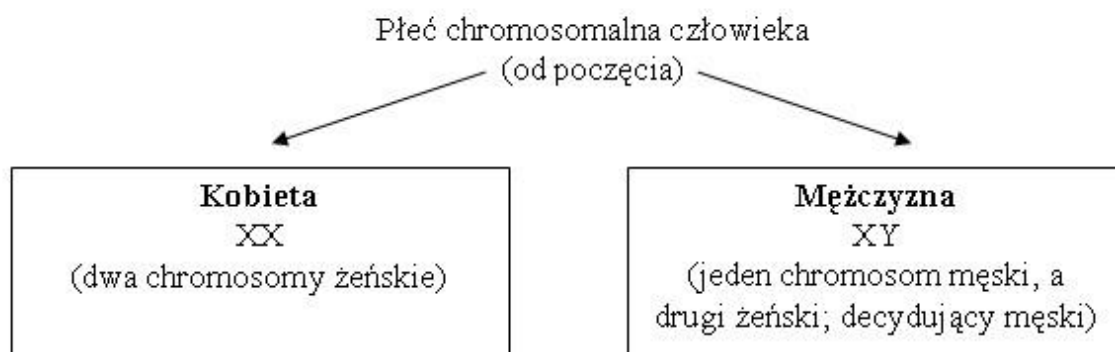 Płeć chromosomalna człowieka
(od poczęcia)
Kobieta
XX
(dwa chromosomy żeńskie)
Mężczyzna
XY
(jeden chromosom męski, a
drugi żeński; decydujący męski)